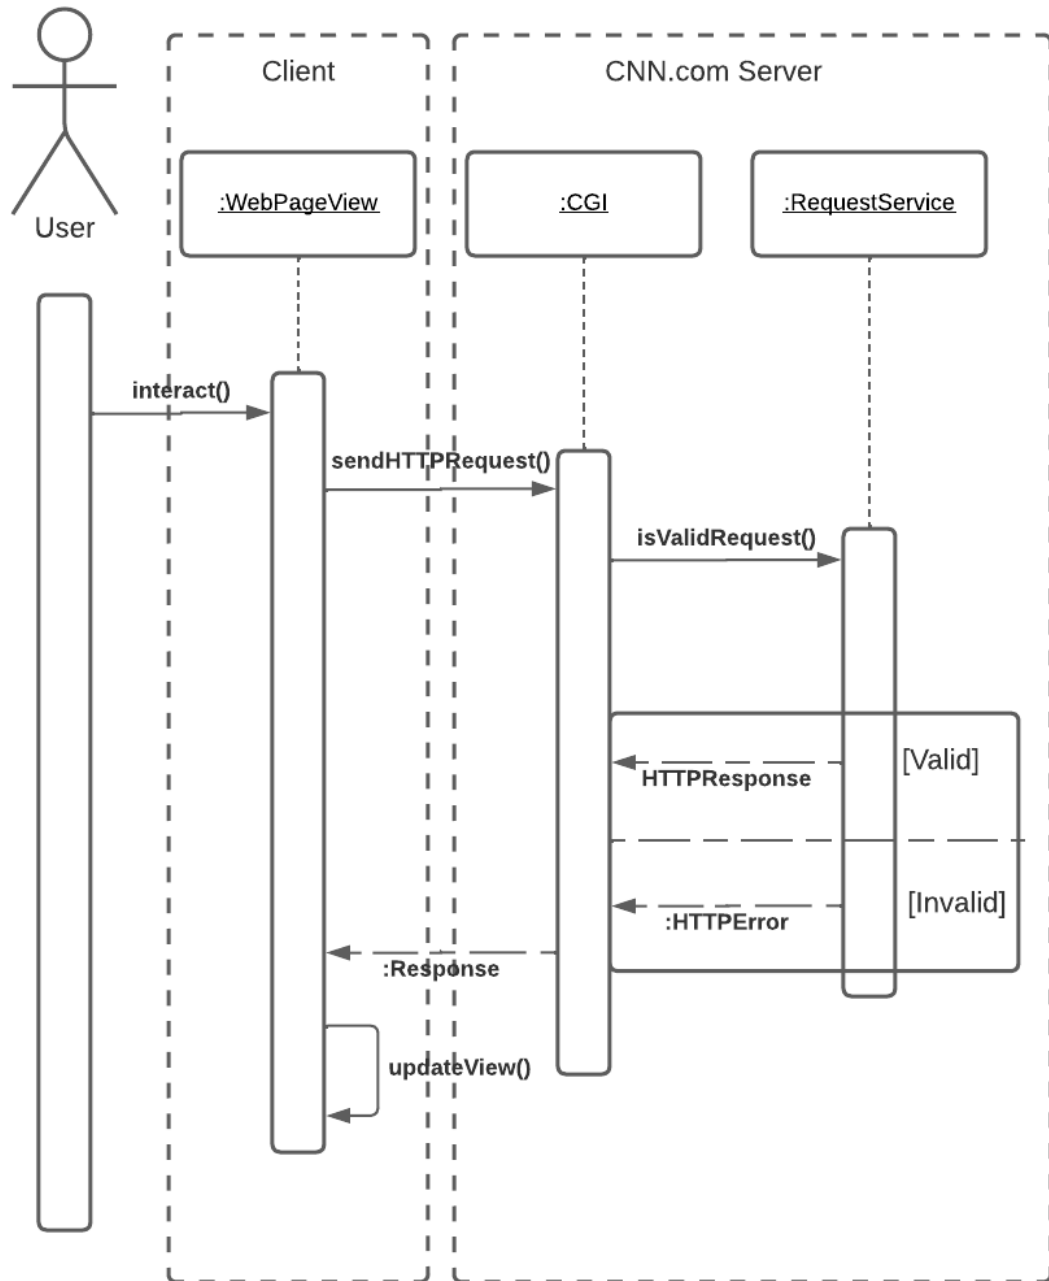 Client
CNN.com Server
:WebPageView
:CGI
:RequestService
User
interact()
sendHTTPRequest()
isValidRequest()
[Valid]
HTTPResponse
[Invalid]
:HTTPError
:Response
updateView()